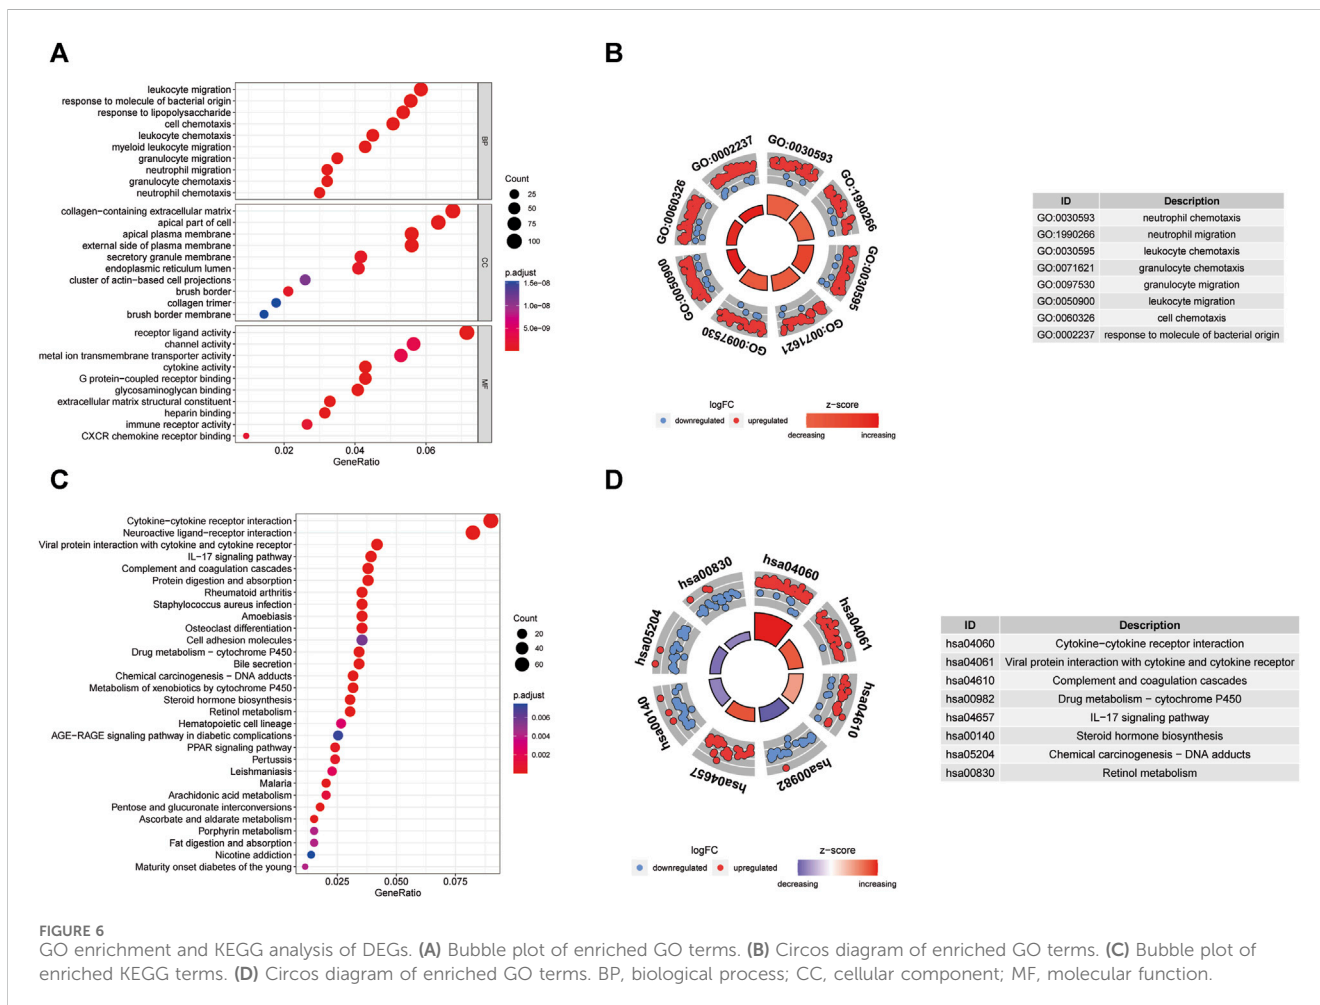 A
leukocyte migration
response to molecule of bacterial origin
response to lipopolysaccharide
cell chemotaxis
leukocyte chemotaxis
myeloid leukocyte migration
granulocyte migration
neutrophil migration
granulocyte chemotaxis
neutrophil chemotaxis
BP
collagen−containing extracellular matrix
apical part of cell
apical plasma membrane
external side of plasma membrane
secretory granule membrane
endoplasmic reticulum lumen
cluster of actin−based cell projections
brush border
collagen trimer
brush border membrane
CC
receptor ligand activity
channel activity
metal ion transmembrane transporter activity
cytokine activity
G protein−coupled receptor binding
glycosaminoglycan binding
extracellular matrix structural constituent
heparin binding
immune receptor activity
CXCR chemokine receptor binding
MF
0.02 0.04 0.06
GeneRatio
Count
25
50
75
100
p.adjust
1.5e−08
1.0e−08
5.0e−09
B
GO:0002237
GO:0030593
GO:1990266
GO:0030595
GO:0071621
GO:0097530
GO:0050900
GO:0060326
logFC
downregulated upregulated
z−score
decreasing increasing
ID Description
GO:0030593 neutrophil chemotaxis
GO:1990266 neutrophil migration
GO:0030595 leukocyte chemotaxis
GO:0071621 granulocyte chemotaxis
GO:0097530 granulocyte migration
GO:0050900 leukocyte migration
GO:0060326 cell chemotaxis
GO:0002237 response to molecule of bacterial origin
C
Cytokine−cytokine receptor interaction
Neuroactive ligand−receptor interaction
Viral protein interaction with cytokine and cytokine receptor
IL−17 signaling pathway
Complement and coagulation cascades
Protein digestion and absorption
Rheumatoid arthritis
Staphylococcus aureus infection
Amoebiasis
Osteoclast differentiation
Cell adhesion molecules
Drug metabolism − cytochrome P450
Bile secretion
Chemical carcinogenesis − DNA adducts
Metabolism of xenobiotics by cytochrome P450
Steroid hormone biosynthesis
Retinol metabolism
Hematopoietic cell lineage
AGE−RAGE signaling pathway in diabetic complications
PPAR signaling pathway
Pertussis
Leishmaniasis
Malaria
Arachidonic acid metabolism
Pentose and glucuronate interconversions
Ascorbate and aldarate metabolism
Porphyrin metabolism
Fat digestion and absorption
Nicotine addiction
Maturity onset diabetes of the young
0.025 0.050 0.075
GeneRatio
Count
20
40
60
p.adjust
0.006
0.004
0.002
D
hsa00830
hsa04060
hsa04061
hsa04610
hsa00982
hsa04657
hsa00140
hsa05204
logFC
downregulated upregulated
z−score
decreasing increasing
ID Description
hsa04060 Cytokine−cytokine receptor interaction
hsa04061 Viral protein interaction with cytokine and cytokine receptor
hsa04610 Complement and coagulation cascades
hsa00982 Drug metabolism − cytochrome P450
hsa04657 IL−17 signaling pathway
hsa00140 Steroid hormone biosynthesis
hsa05204 Chemical carcinogenesis − DNA adducts
hsa00830 Retinol metabolism
FIGURE 6
GO enrichment and KEGG analysis of DEGs. (A) Bubble plot of enriched GO terms. (B) Circos diagram of enriched GO terms. (C) Bubble plot of
enriched KEGG terms. (D) Circos diagram of enriched GO terms. BP, biological process; CC, cellular component; MF, molecular function.